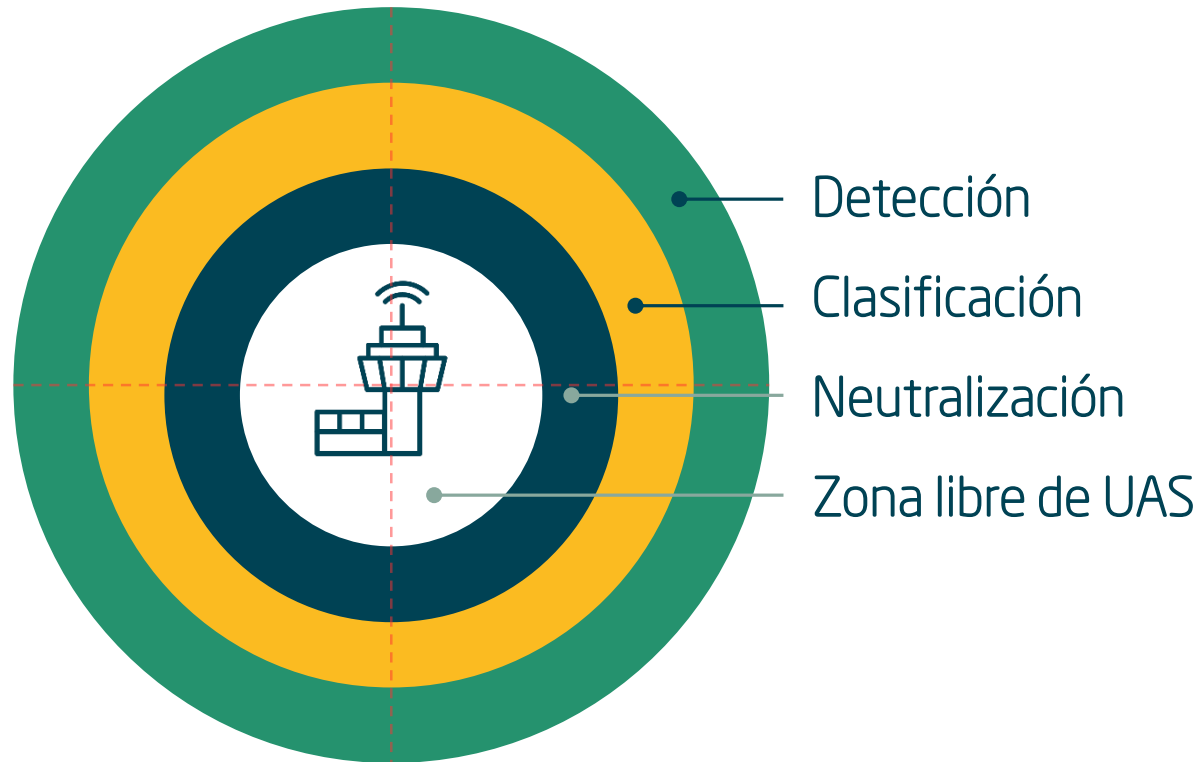 Detección
Clasificación
Neutralización
Zona libre de UAS